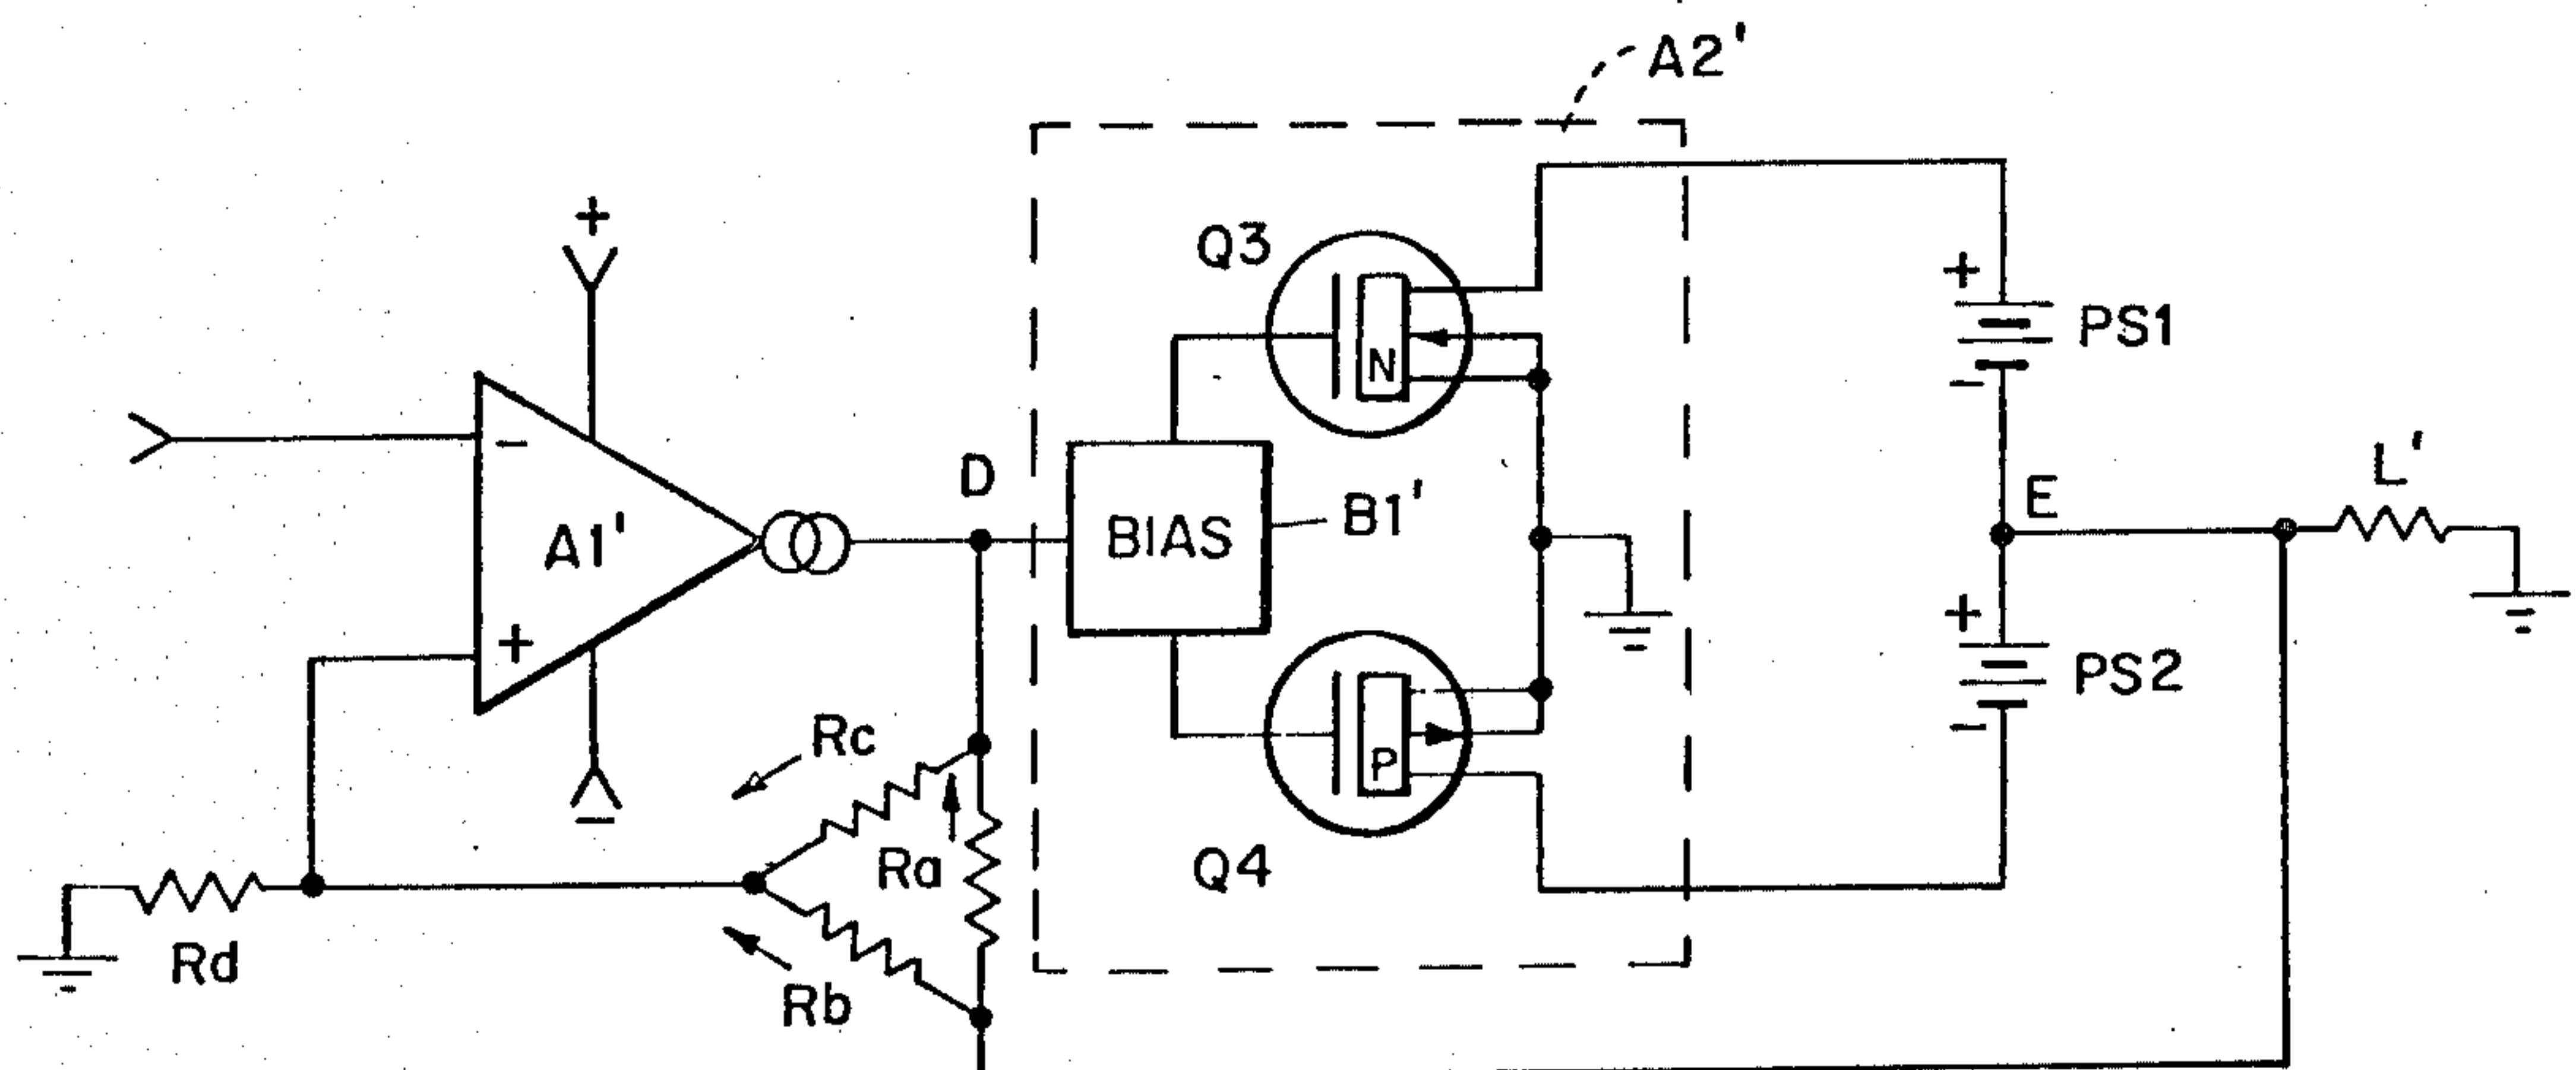 A2'
+
Q3
+
PS1
-
N
-
L'
D
E
A1'
BIAS
B1'
+
+
PS2
Rc
-
P
-
Ra
Q4
Rd
Rb